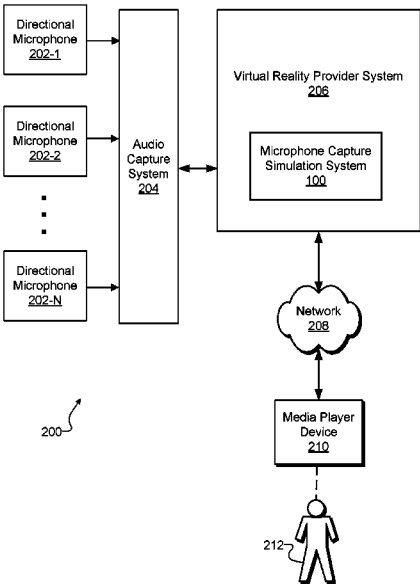 Directional
Microphone
202-1
Directional
Microphone
202-2
Directional
Microphone
202-N
Audio
Capture
System
204
Virtual Reality Provider System
206
Microphone Capture
Simulation System
100
Network
208
Media Player
Device
210
200
212